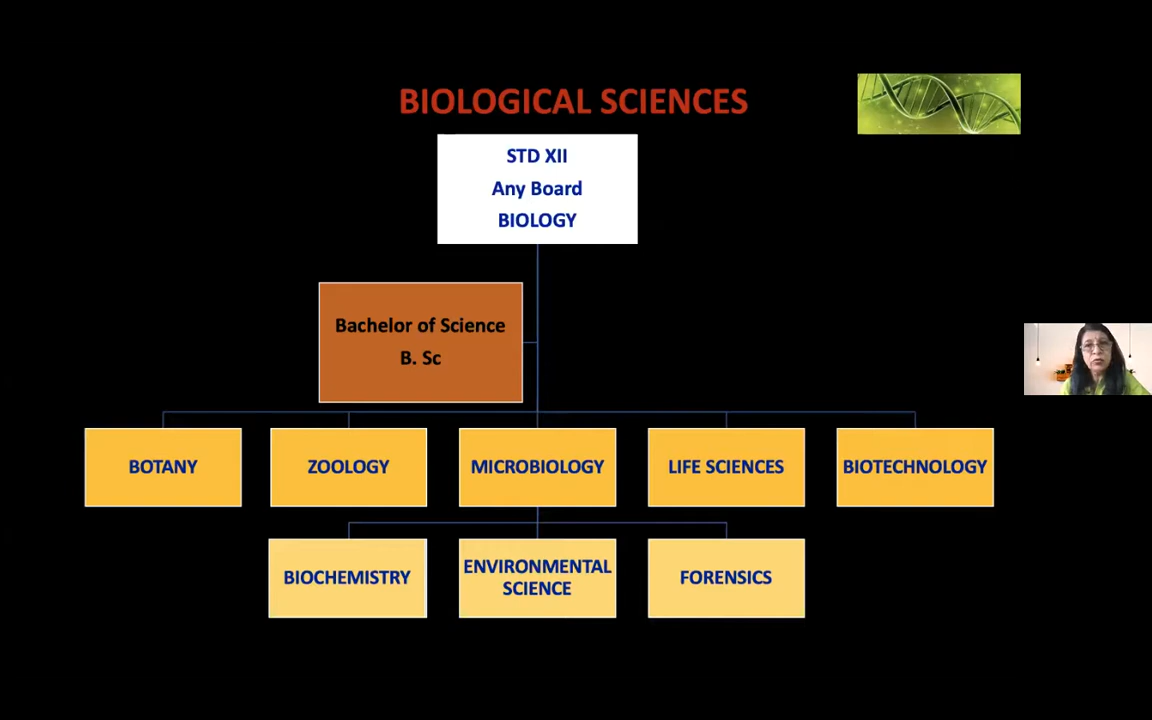 BIOLOGICAL SCIENCES
STD XII
Any Board
BIOLOGY
Bachelor of Science
B. Sc
BOTANY
ZOOLOGY
MICROBIOLOGY
LIFE SCIENCES
BIOTECHNOLOGY
BIOCHEMISTRY
ENVIRONMENTAL
SCIENCE
FORENSICS